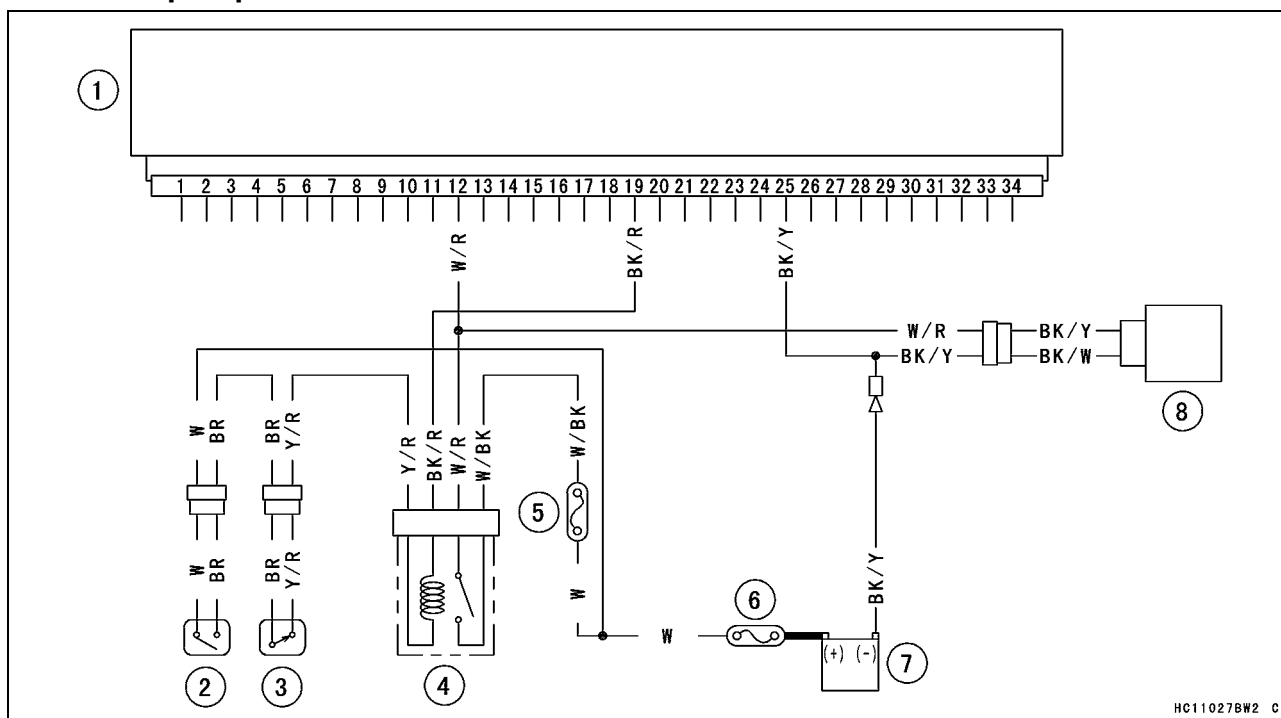 1
1 2 3 4 5 6 7 8 9 10 11 12 13 14 15 16 17 18 19 20 21 22 23 24 25 26 27 28 29 30 31 32 33 34
W/R
BK/R
BK/Y
W/R
BK/Y
BK/Y
BK/W
8
W
BR
BR
Y/R
Y/R
BK/R
W/R
W/BK
W/BK
5
W
BR
BR
Y/R
W
BK/Y
6
W
(+) (-)
7
2
3
4
HC11027BW2 C